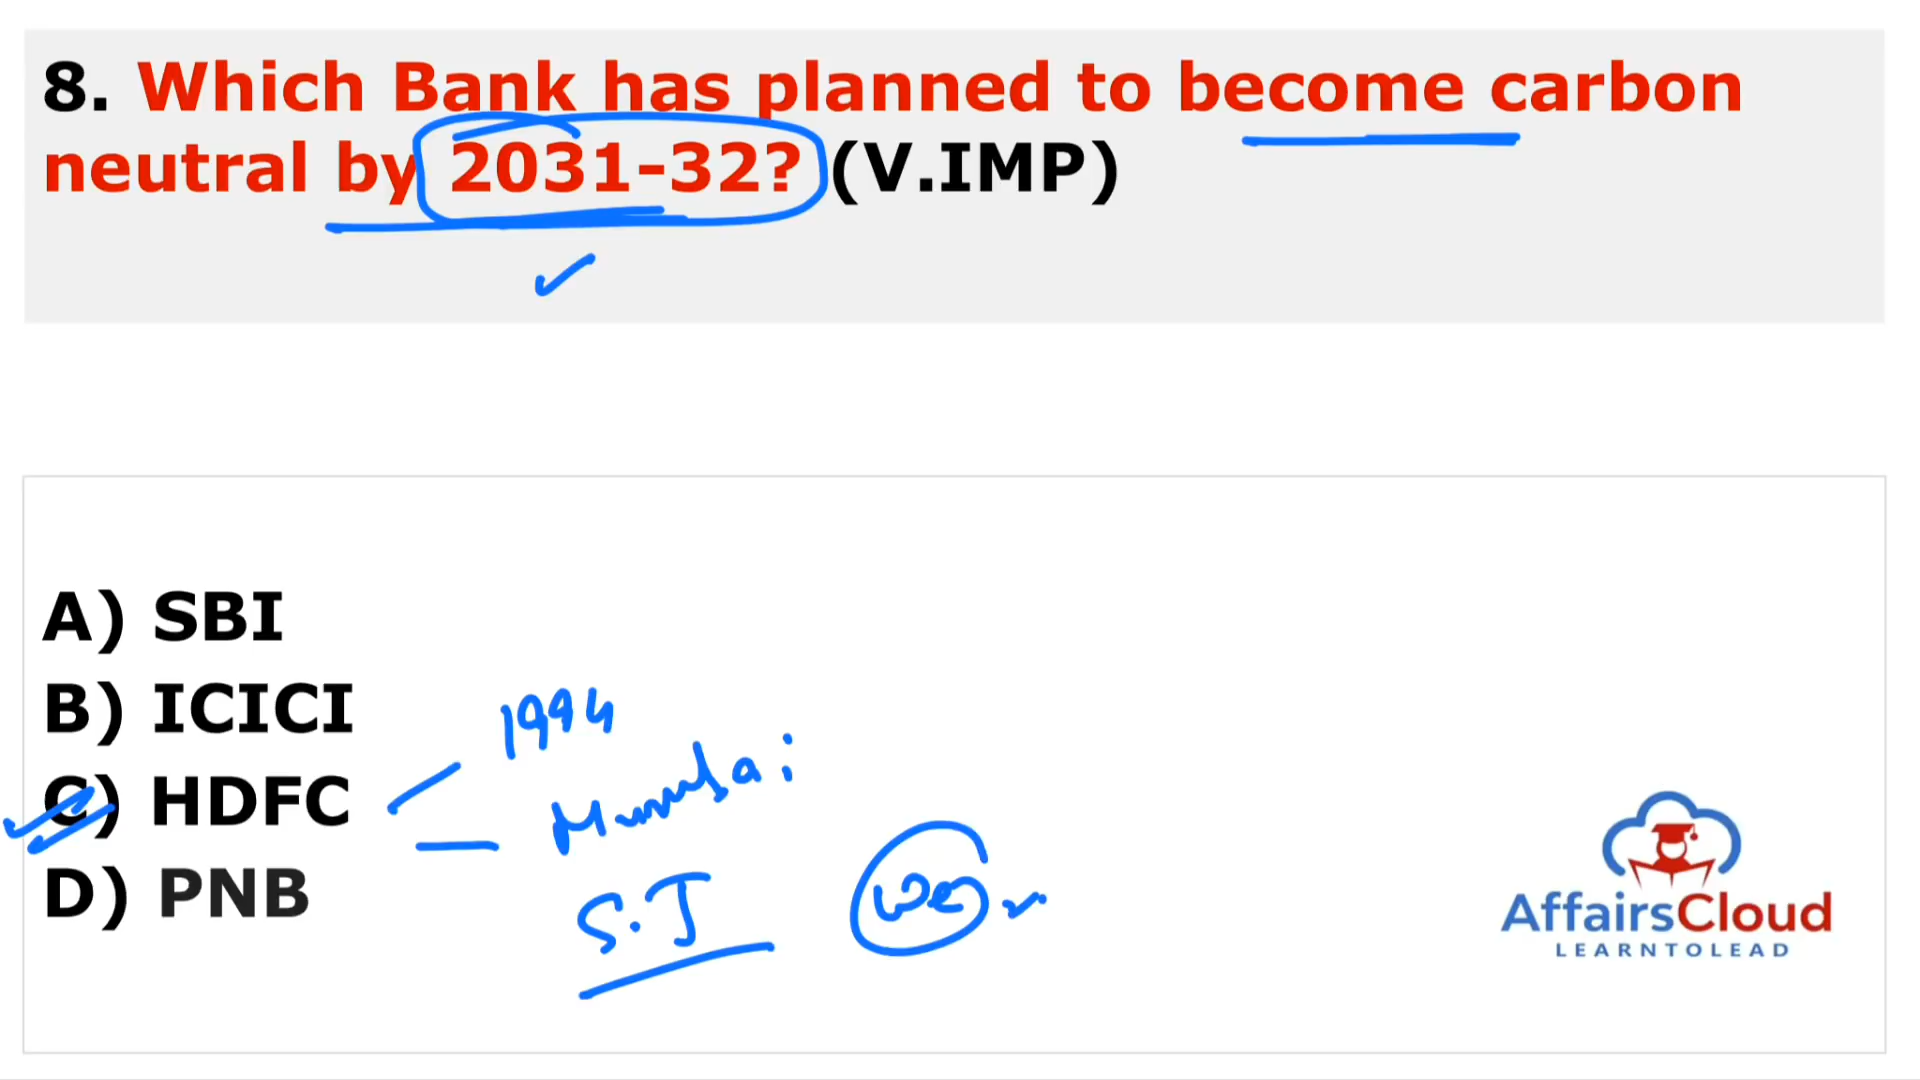 8. Which Bank has planned to become carbon
neutral by 2031-32? (V.IMP)
A) SBI
B) ICICI
C) HDFC
D) PNB
1994
Mumbai
S.J
AffairsCloud
LEARNTOLEAD